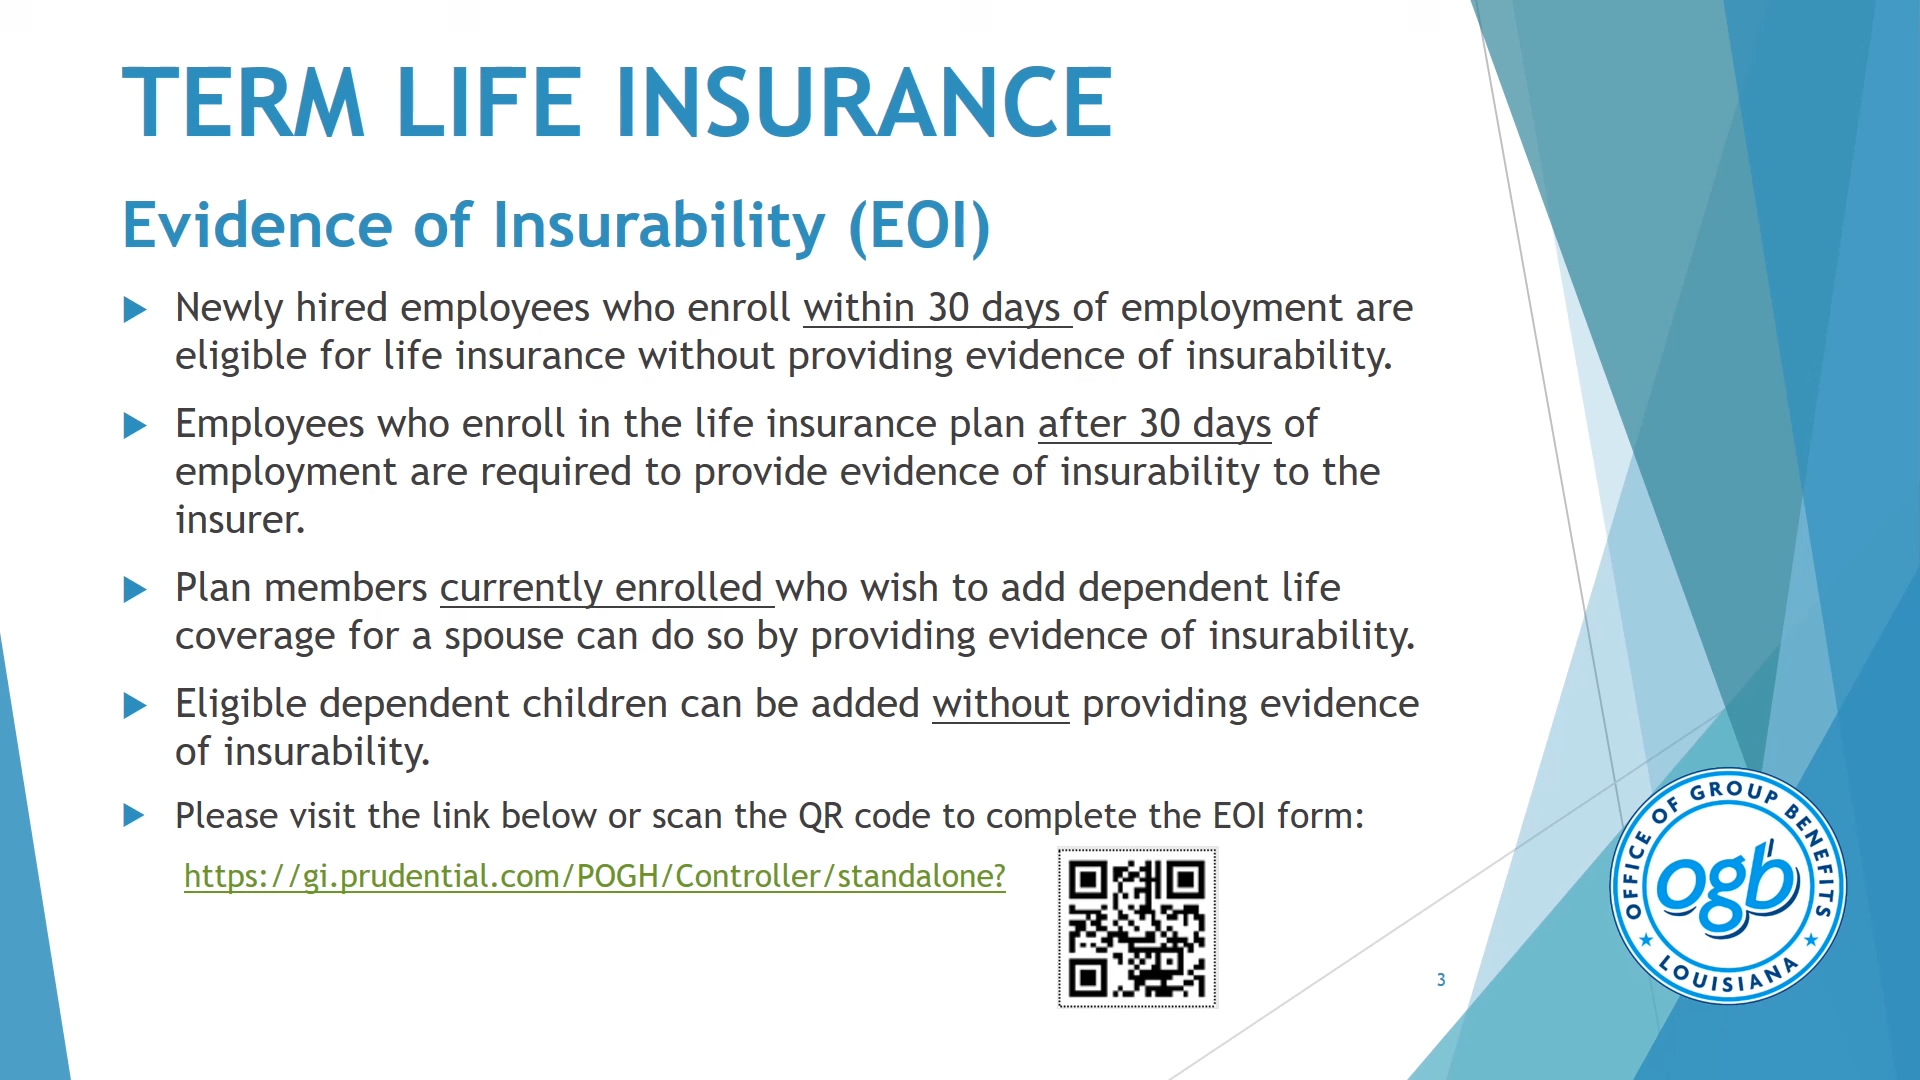 TERM LIFE INSURANCE
Evidence of Insurability (EOI)
Newly hired employees who enroll within 30 days of employment are
eligible for life insurance without providing evidence of insurability.
Employees who enroll in the life insurance plan after 30 days of
employment are required to provide evidence of insurability to the
insurer.
Plan members currently enrolled who wish to add dependent life
coverage for a spouse can do so by providing evidence of insurability.
Eligible dependent children can be added without providing evidence
of insurability.
Please visit the link below or scan the QR code to complete the EOI form:
https://gi.prudential.com/POGH/Controller/standalone?
OFFICE OF GROUP BENEFITS
ogb
LOUISIANA
3